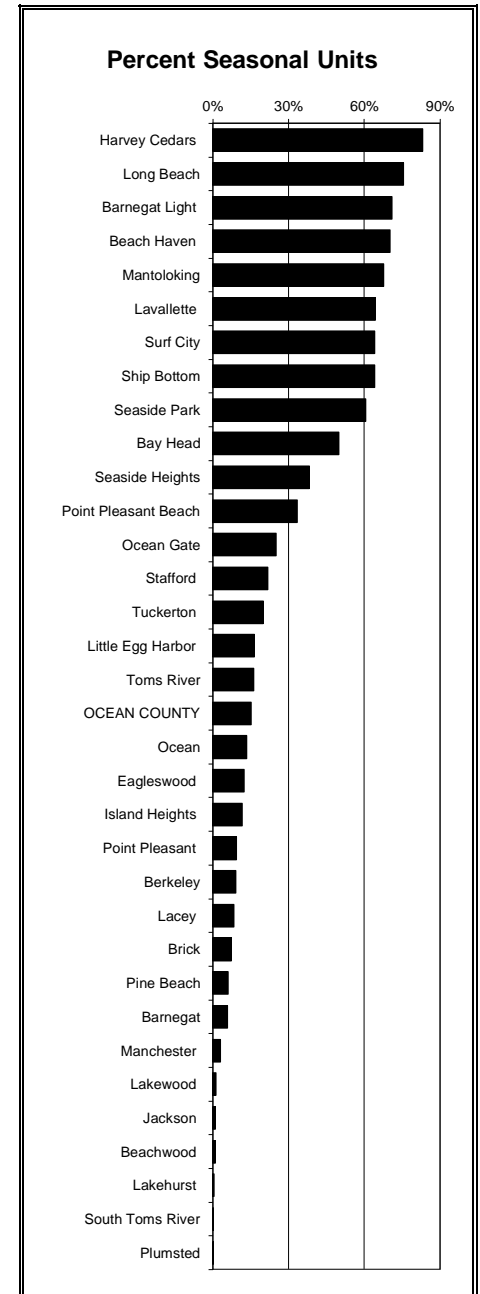 Percent Seasonal Units
0% 30% 60% 90%
Harvey Cedars
Long Beach
Barnegat Light
Beach Haven
Mantoloking
Lavallette
Surf City
Ship Bottom
Seaside Park
Bay Head
Seaside Heights
Point Pleasant Beach
Ocean Gate
Stafford
Tuckerton
Little Egg Harbor
Toms River
OCEAN COUNTY
Ocean
Eagleswood
Island Heights
Point Pleasant
Berkeley
Lacey
Brick
Pine Beach
Barnegat
Manchester
Lakewood
Jackson
Beachwood
Lakehurst
South Toms River
Plumsted